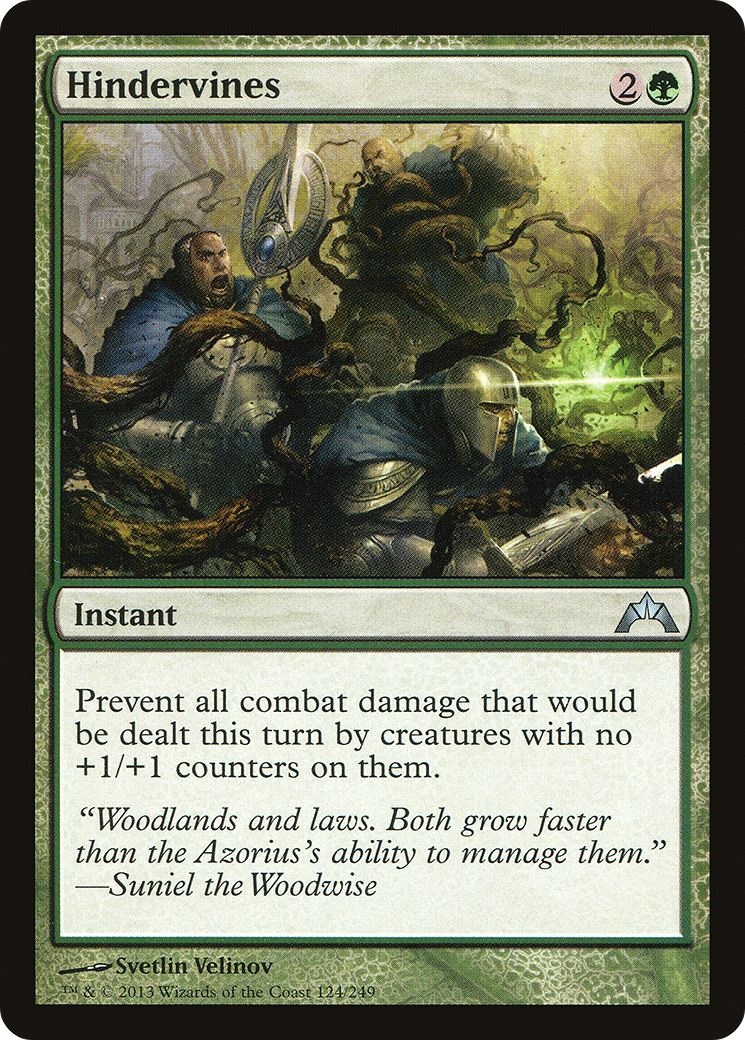 Hindervines 2
Instant
Prevent all combat damage that would
be dealt this turn by creatures with no
+1/+1 counters on them.
“Woodlands and laws. Both grow faster
than the Azorius’s ability to manage them.”
—Suniel the Woodwise
Svetlin Velinov
™ & © 2013 Wizards of the Coast 124/249